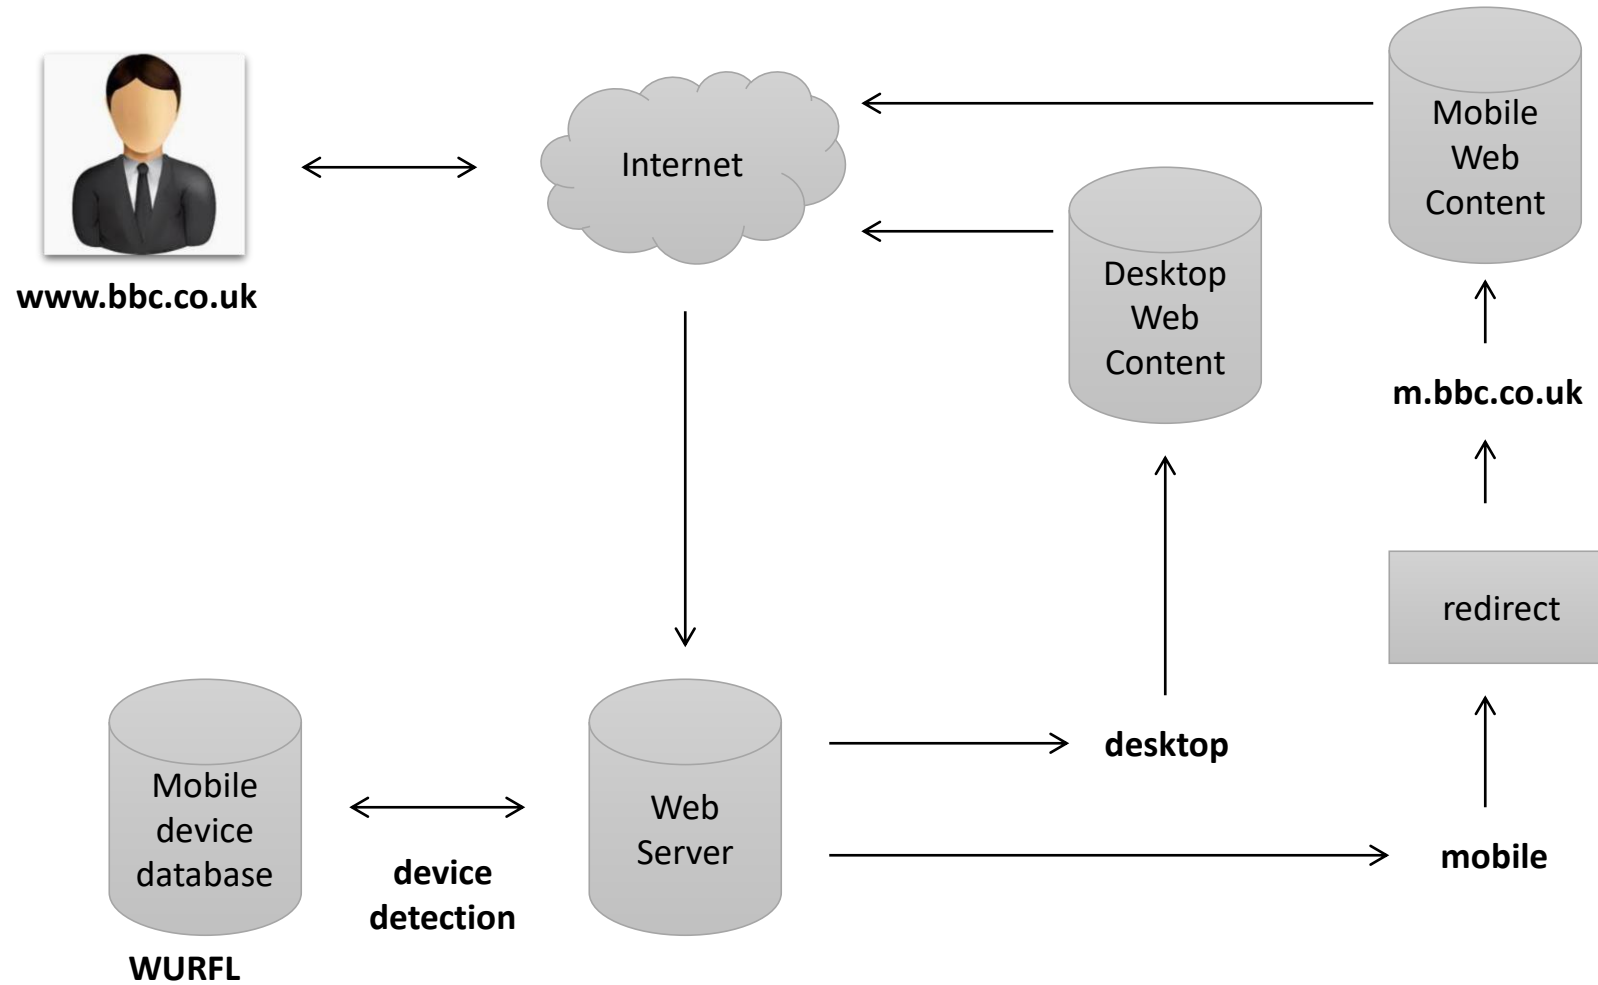 www.bbc.co.uk
Internet
Mobile
Web
Content
Desktop
Web
Content
m.bbc.co.uk
redirect
desktop
mobile
Web
Server
device
detection
Mobile
device
database
WURFL